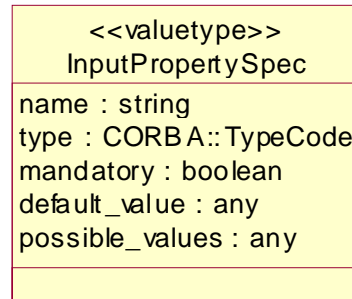 <<valuetype>>
InputPropertySpec
name : string
type : CORBA::TypeCode
mandatory : boolean
default_value : any
possible_values : any